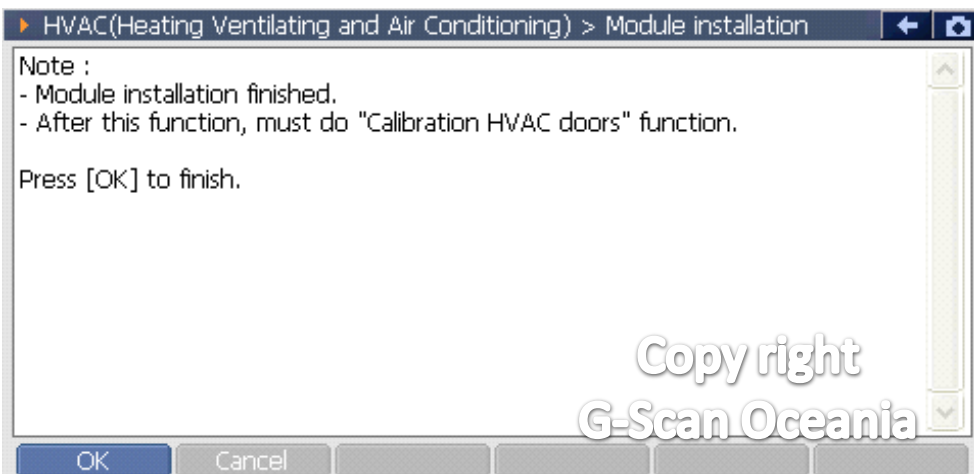 HVAC(Heating Ventilating and Air Conditioning) > Module installation
Note :
- Module installation finished.
- After this function, must do "Calibration HVAC doors" function.
Press [OK] to finish.
Copy right
G-Scan Oceania
OK Cancel